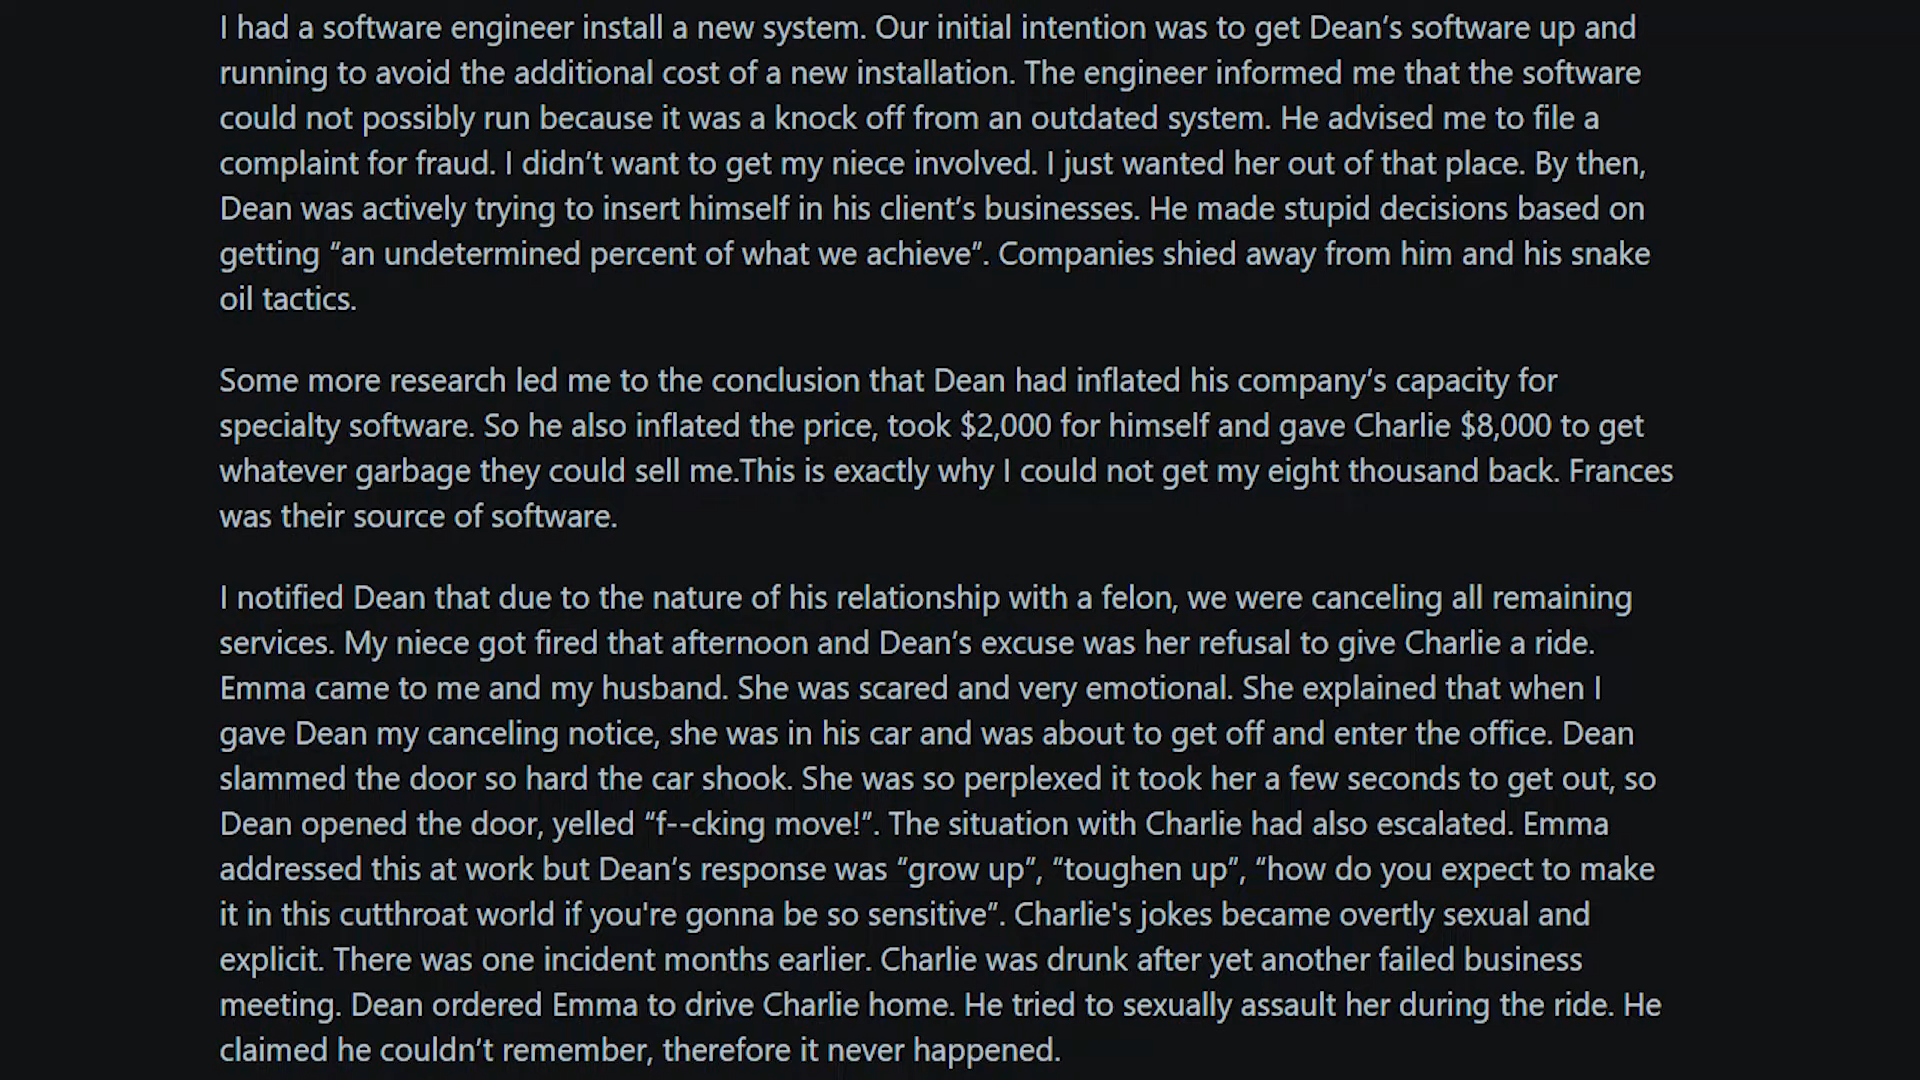 I had a software engineer install a new system. Our initial intention was to get Dean’s software up and
running to avoid the additional cost of a new installation. The engineer informed me that the software
could not possibly run because it was a knock off from an outdated system. He advised me to file a
complaint for fraud. I didn’t want to get my niece involved. I just wanted her out of that place. By then,
Dean was actively trying to insert himself in his client’s businesses. He made stupid decisions based on
getting “an undetermined percent of what we achieve”. Companies shied away from him and his snake
oil tactics.
Some more research led me to the conclusion that Dean had inflated his company’s capacity for
specialty software. So he also inflated the price, took $2,000 for himself and gave Charlie $8,000 to get
whatever garbage they could sell me.This is exactly why I could not get my eight thousand back. Frances
was their source of software.
I notified Dean that due to the nature of his relationship with a felon, we were canceling all remaining
services. My niece got fired that afternoon and Dean’s excuse was her refusal to give Charlie a ride.
Emma came to me and my husband. She was scared and very emotional. She explained that when I
gave Dean my canceling notice, she was in his car and was about to get off and enter the office. Dean
slammed the door so hard the car shook. She was so perplexed it took her a few seconds to get out, so
Dean opened the door, yelled “f--cking move!”. The situation with Charlie had also escalated. Emma
addressed this at work but Dean’s response was “grow up”, “toughen up”, “how do you expect to make
it in this cutthroat world if you're gonna be so sensitive”. Charlie's jokes became overtly sexual and
explicit. There was one incident months earlier. Charlie was drunk after yet another failed business
meeting. Dean ordered Emma to drive Charlie home. He tried to sexually assault her during the ride. He
claimed he couldn’t remember, therefore it never happened.